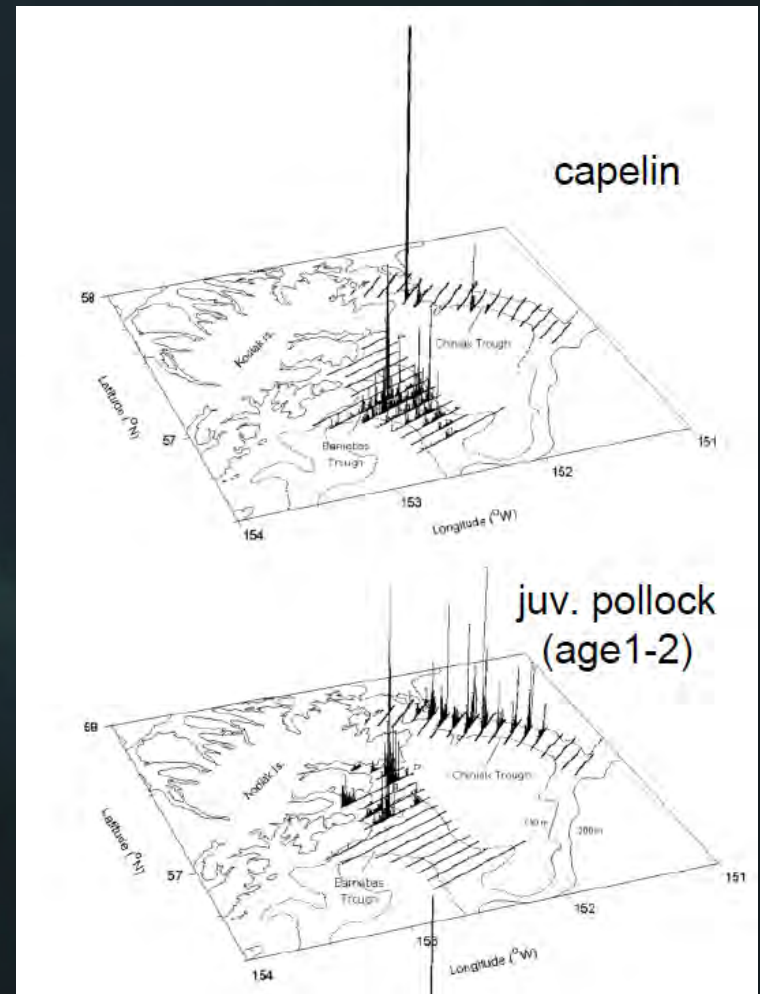 capelin
58
Chiniak Trough
Kodiak Is.
Latitude (°N)
57
Barnabas
Trough
151
152
153
Longitude (°W)
154
juv. pollock
(age1-2)
58
Kodiak Is.
Chiniak Trough
200m
Latitude (°N)
57
Barnabas
Trough
151
152
153
Longitude (°W)
154